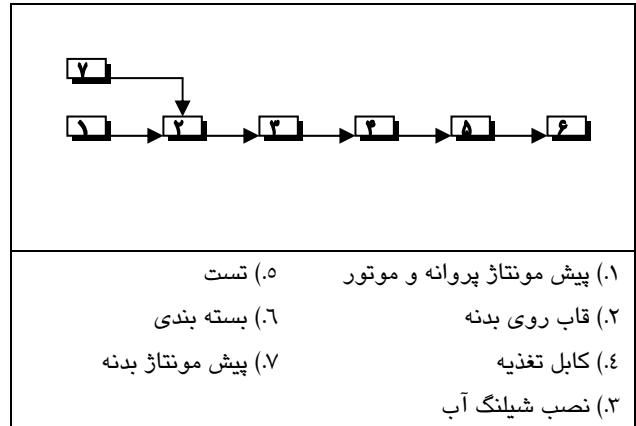 ۷
۱ ۲ ۳ ۴ ۵ ۶
۱.) پیش مونتاژ پروانه و موتور ۵.) تست
۲.) قاب روی بدنه ۶.) بسته بندی
۴.) کابل تغذیه ۷.) پیش مونتاژ بدنه
۳.) نصب شیلنگ آب